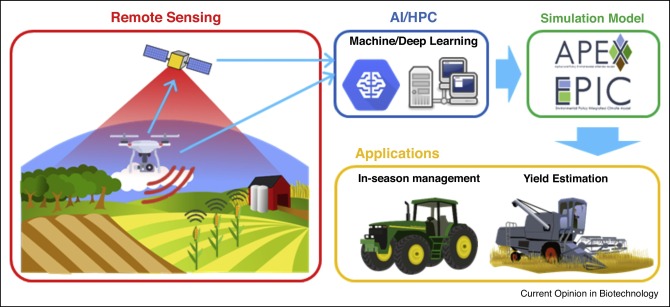 Remote Sensing
AI/HPC
Machine/Deep Learning
Simulation Model
APEX
EPIC
Environmental Policy Integrated Climate Model
Applications
In-season management
Yield Estimation
Current Opinion in Biotechnology